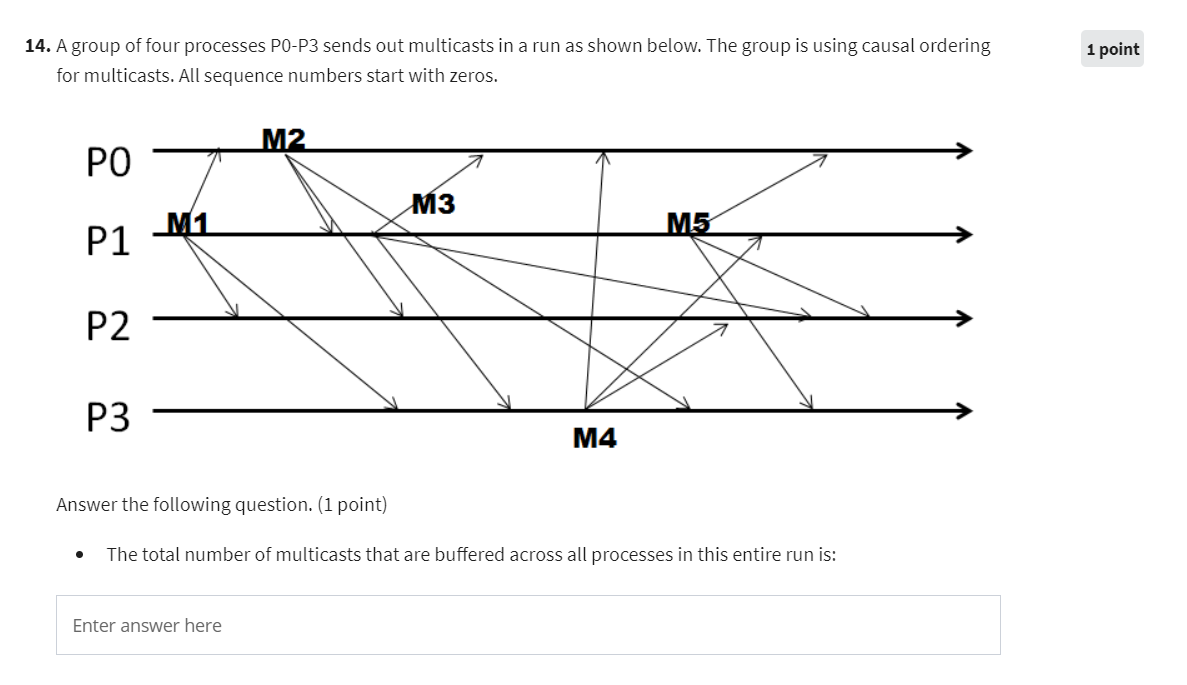 14. A group of four processes P0-P3 sends out multicasts in a run as shown below. The group is using causal ordering
for multicasts. All sequence numbers start with zeros.
1 point
M2
P0
M3
M1
M5
P1
P2
P3
M4
Answer the following question. (1 point)
• The total number of multicasts that are buffered across all processes in this entire run is:
Enter answer here